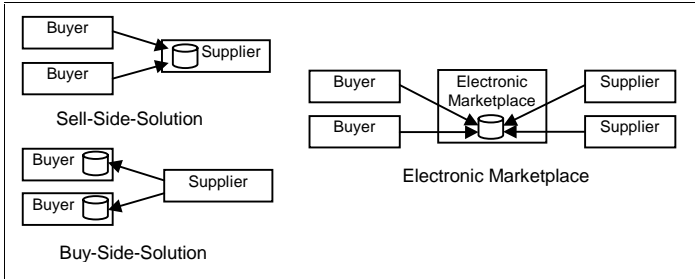 Buyer
Supplier
Buyer
Sell-Side-Solution
Buyer
Buyer
Supplier
Buy-Side-Solution
Buyer
Electronic
Marketplace
Supplier
Buyer
Supplier
Electronic Marketplace